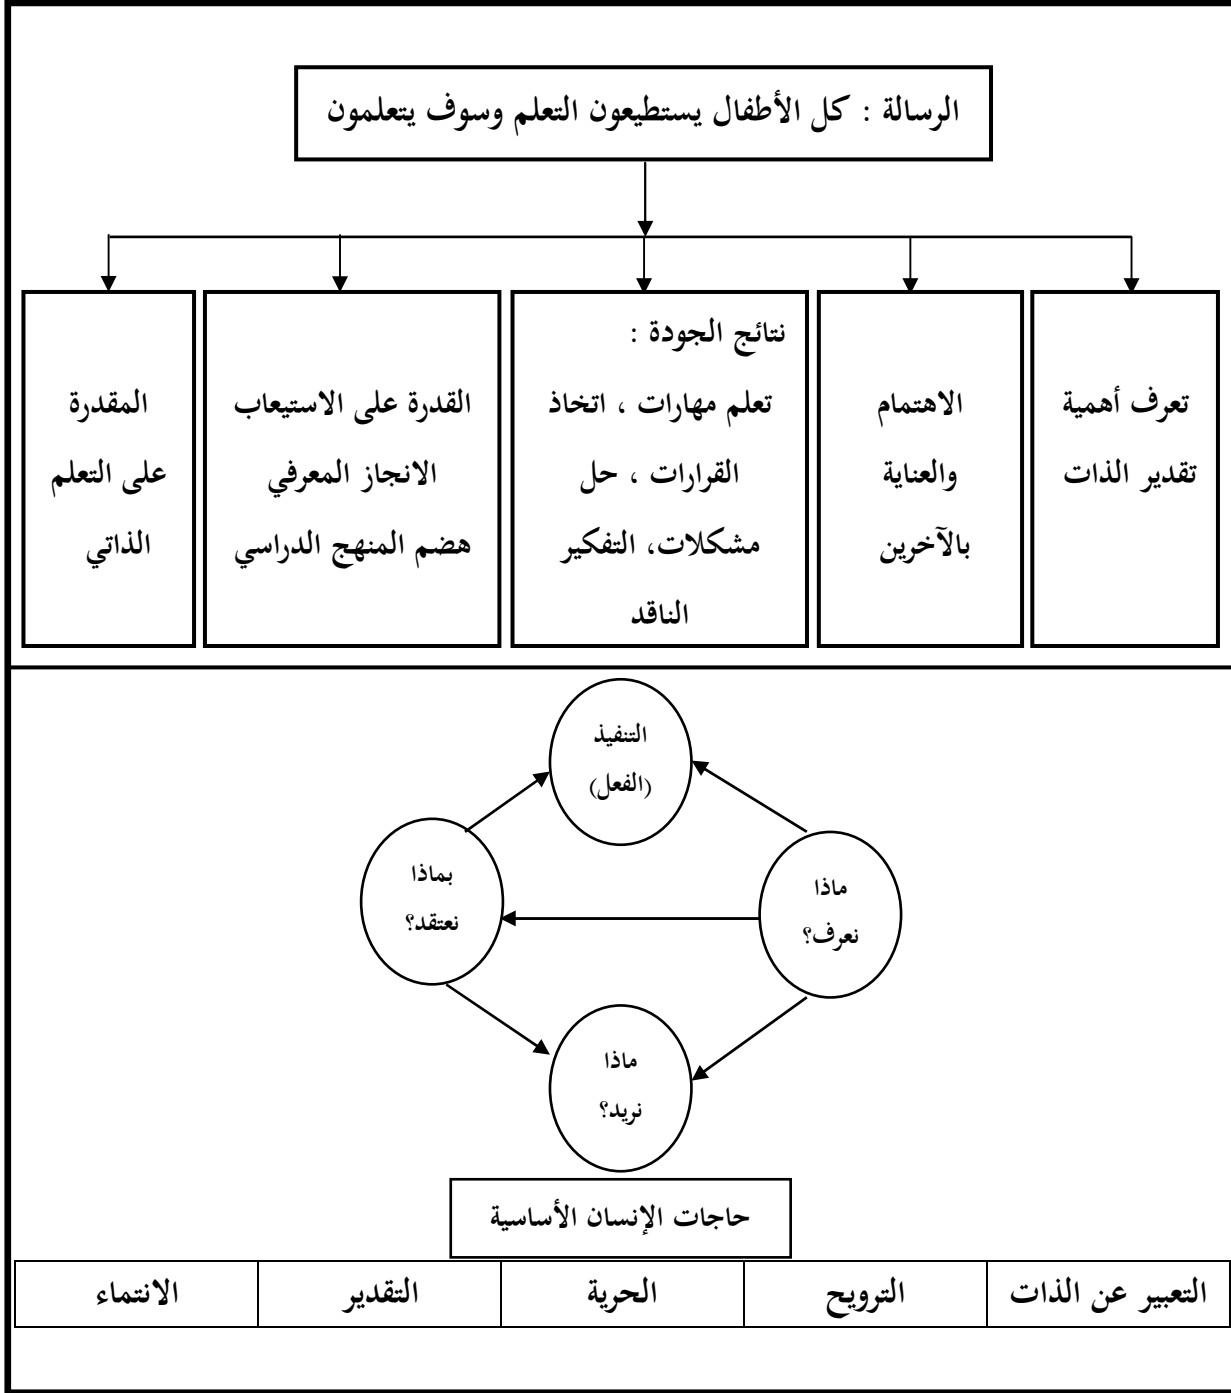 الرسالة : كل الأطفال يستطيعون التعلم وسوف يتعلمون
تعرف أهمية
تقدير الذات
الاهتمام
والعناية
بالآخرين
نتائج الجودة :
تعلم مهارات ، اتخاذ
القرارات ، حل
مشكلات، التفكير
الناقد
القدرة على الاستيعاب
الانجاز المعرفي
هضم المنهج الدراسي
المقدرة
على التعلم
الذاتي
التنفيذ
(الفعل)
ماذا
نعرف؟
بماذا
نعتقد؟
ماذا
نريد؟
حاجات الإنسان الأساسية
التعبير عن الذات
الترويح
الحرية
التقدير
الانتماء